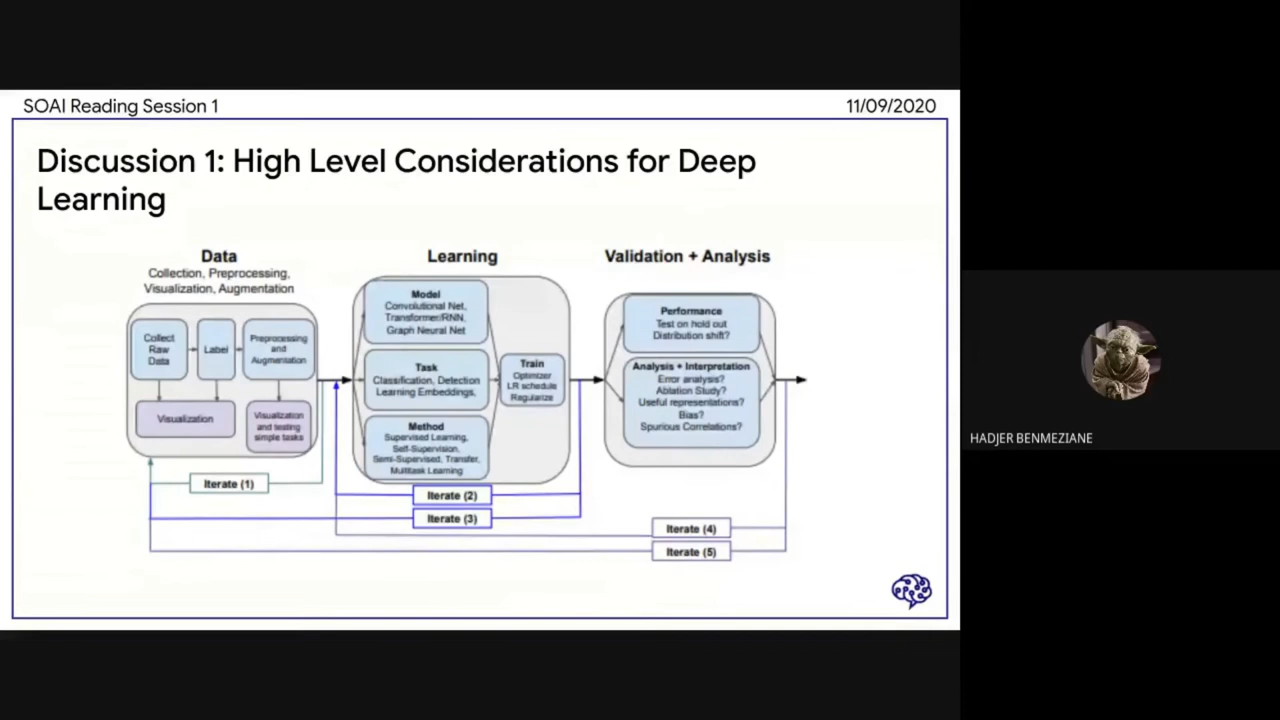 SOAI Reading Session 1
11/09/2020
Discussion 1: High Level Considerations for Deep
Learning
Data
Collection, Preprocessing,
Visualization, Augmentation
Collect
Raw
Data
Label
Preprocessing
and
Augmentation
Visualization
Visualization
and testing
simple tasks
Iterate (1)
Learning
Model
Convolutional Net,
Transformer/RNN,
Graph Neural Net
Task
Classification, Detection
Learning Embeddings,
Method
Supervised Learning,
Self-Supervision,
Semi-Supervised, Transfer,
Multitask Learning
Train
Optimizer
LR schedule
Regularize
Iterate (2)
Iterate (3)
Validation + Analysis
Performance
Test on hold out
Distribution shift?
Analysis + Interpretation
Error analysis?
Ablation Study?
Useful representations?
Bias?
Spurious Correlations?
Iterate (4)
Iterate (5)
HADJER BENMEZIANE